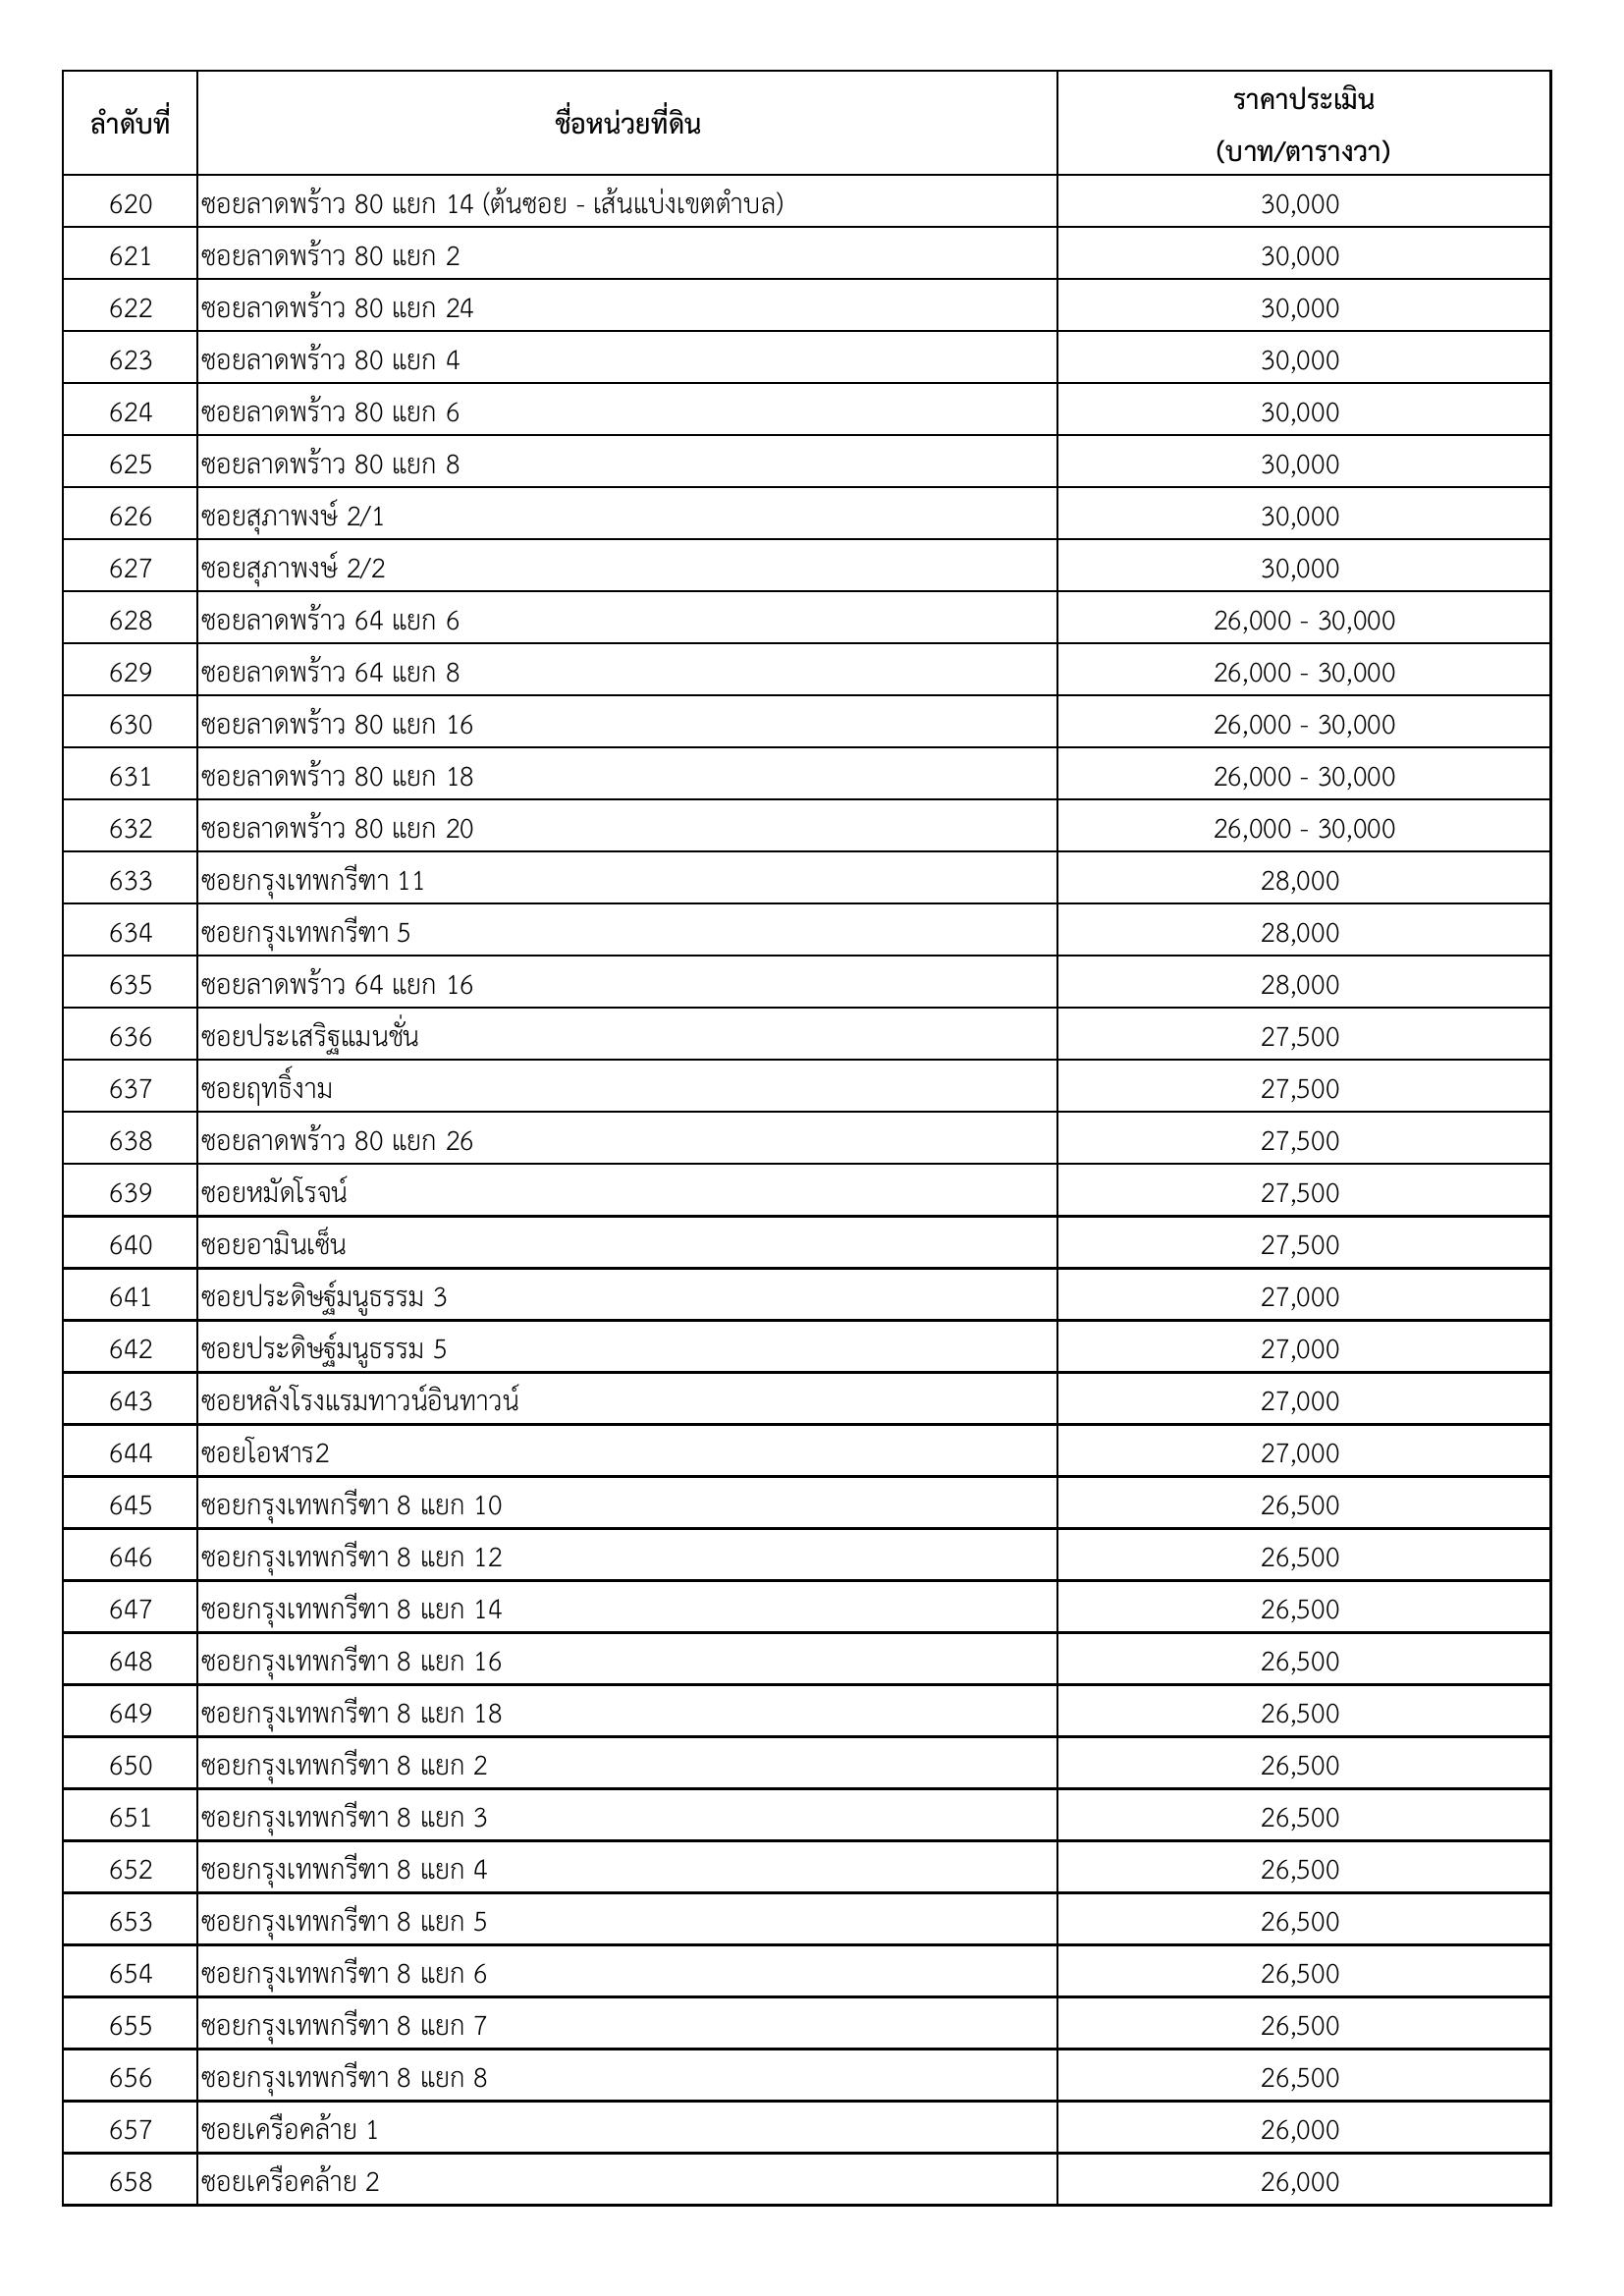 ลำดับที่ ชื่อหน่วยที่ดิน ราคาประเมิน
(บาท/ตารางวา)
620 ซอยลาดพร้าว 80 แยก 14 (ต้นซอย - เส้นแบ่งเขตตำบล) 30,000
621 ซอยลาดพร้าว 80 แยก 2 30,000
622 ซอยลาดพร้าว 80 แยก 24 30,000
623 ซอยลาดพร้าว 80 แยก 4 30,000
624 ซอยลาดพร้าว 80 แยก 6 30,000
625 ซอยลาดพร้าว 80 แยก 8 30,000
626 ซอยสุภาพงษ์ 2/1 30,000
627 ซอยสุภาพงษ์ 2/2 30,000
628 ซอยลาดพร้าว 64 แยก 6 26,000 - 30,000
629 ซอยลาดพร้าว 64 แยก 8 26,000 - 30,000
630 ซอยลาดพร้าว 80 แยก 16 26,000 - 30,000
631 ซอยลาดพร้าว 80 แยก 18 26,000 - 30,000
632 ซอยลาดพร้าว 80 แยก 20 26,000 - 30,000
633 ซอยกรุงเทพกรีฑา 11 28,000
634 ซอยกรุงเทพกรีฑา 5 28,000
635 ซอยลาดพร้าว 64 แยก 16 28,000
636 ซอยประเสริฐแมนชั่น 27,500
637 ซอยฤทธิ์งาม 27,500
638 ซอยลาดพร้าว 80 แยก 26 27,500
639 ซอยหมัดโรจน์ 27,500
640 ซอยอามินเซ็น 27,500
641 ซอยประดิษฐ์มนูธรรม 3 27,000
642 ซอยประดิษฐ์มนูธรรม 5 27,000
643 ซอยหลังโรงแรมทาวน์อินทาวน์ 27,000
644 ซอยโอฬาร2 27,000
645 ซอยกรุงเทพกรีฑา 8 แยก 10 26,500
646 ซอยกรุงเทพกรีฑา 8 แยก 12 26,500
647 ซอยกรุงเทพกรีฑา 8 แยก 14 26,500
648 ซอยกรุงเทพกรีฑา 8 แยก 16 26,500
649 ซอยกรุงเทพกรีฑา 8 แยก 18 26,500
650 ซอยกรุงเทพกรีฑา 8 แยก 2 26,500
651 ซอยกรุงเทพกรีฑา 8 แยก 3 26,500
652 ซอยกรุงเทพกรีฑา 8 แยก 4 26,500
653 ซอยกรุงเทพกรีฑา 8 แยก 5 26,500
654 ซอยกรุงเทพกรีฑา 8 แยก 6 26,500
655 ซอยกรุงเทพกรีฑา 8 แยก 7 26,500
656 ซอยกรุงเทพกรีฑา 8 แยก 8 26,500
657 ซอยเครือคล้าย 1 26,000
658 ซอยเครือคล้าย 2 26,000